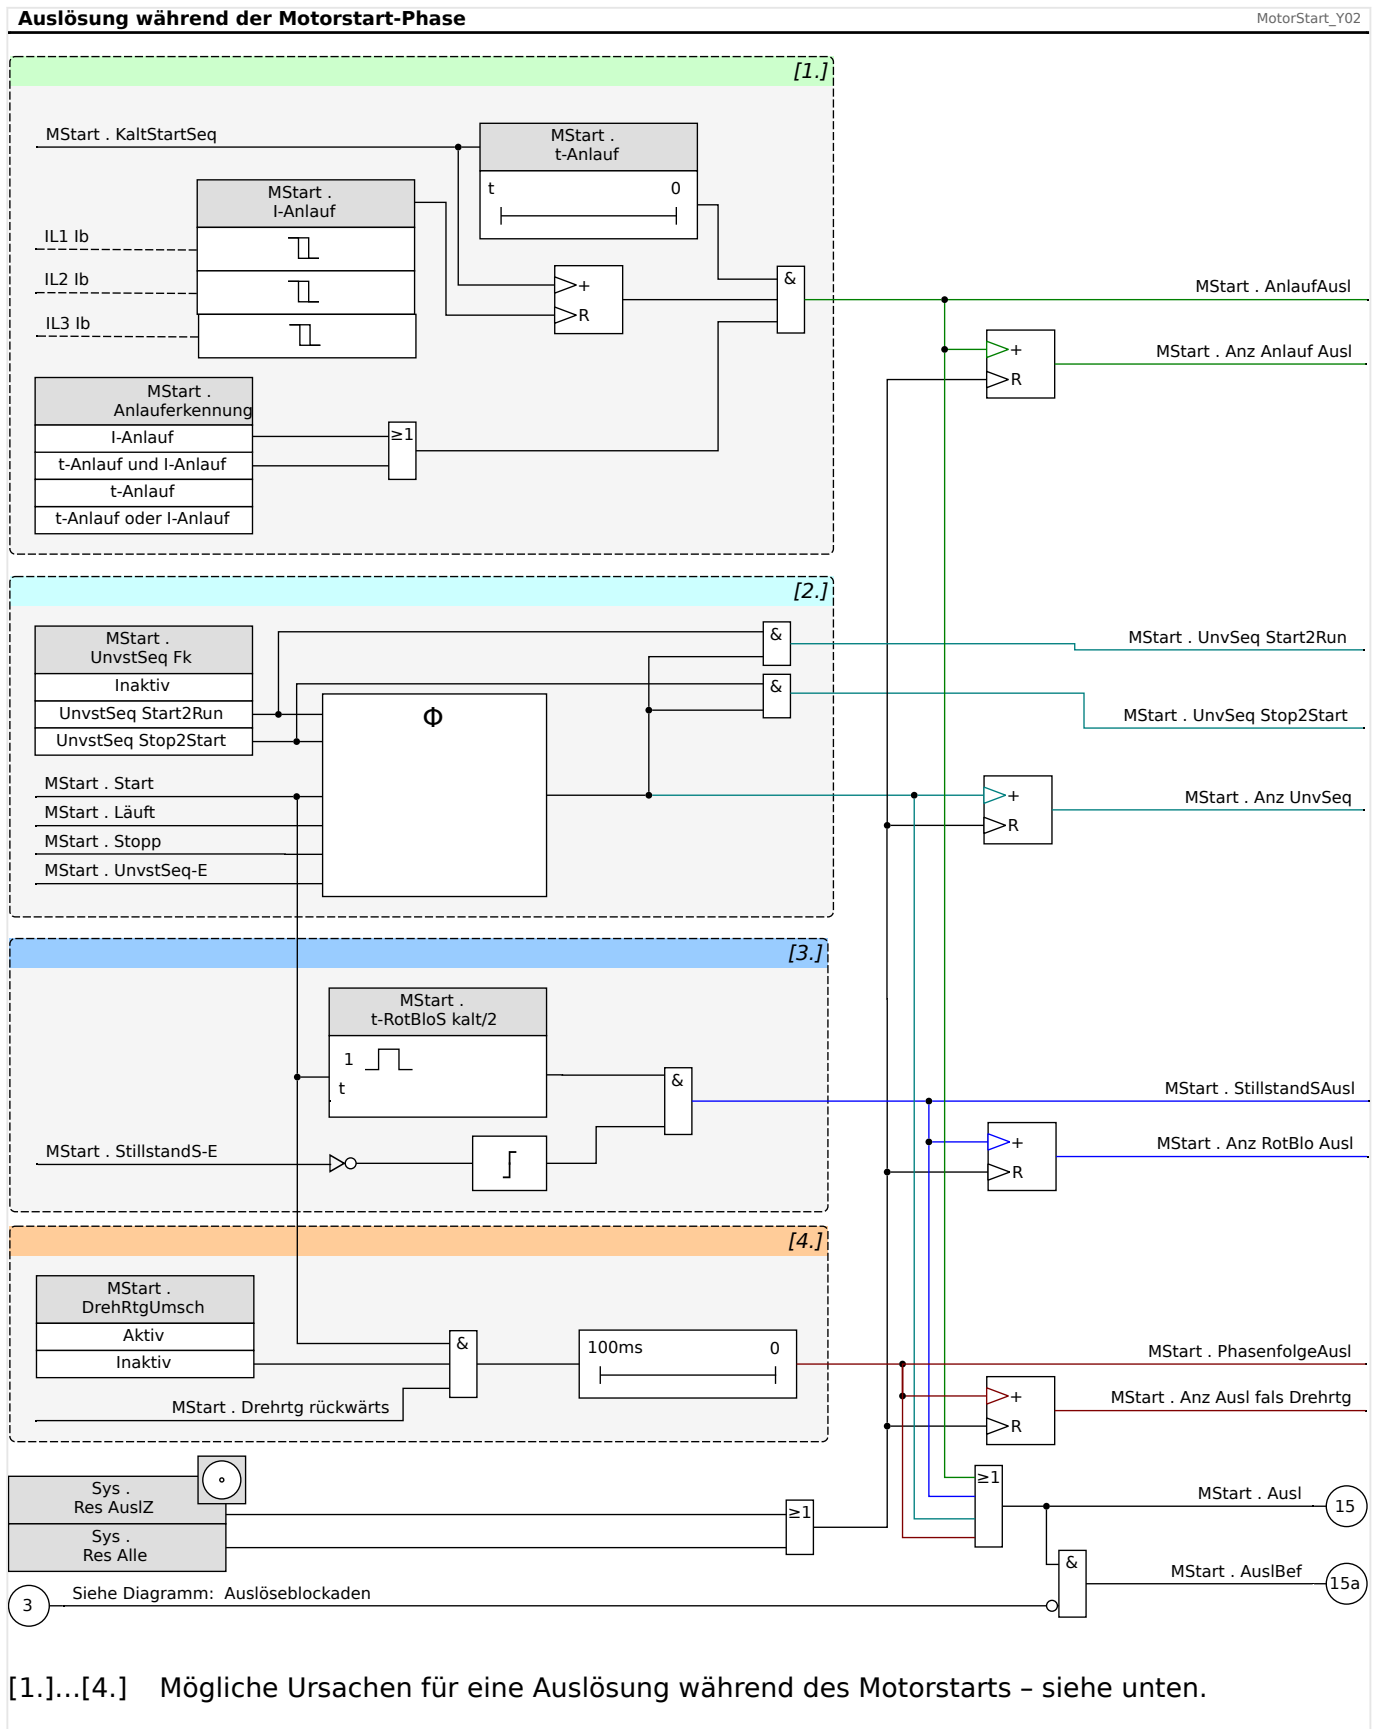 Auslösung während der Motorstart-Phase
MotorStart_Y02
[1.]
MStart . KaltStartSeq
MStart .
t-Anlauf
t
0
MStart .
I-Anlauf
IL1 Ib
IL2 Ib
IL3 Ib
+
R
&
MStart . AnlaufAusl
+
R
MStart . Anz Anlauf Ausl
MStart .
Anlauferkennung
I-Anlauf
t-Anlauf und I-Anlauf
t-Anlauf
t-Anlauf oder I-Anlauf
≥1
[2.]
MStart .
UnvstSeq Fk
Inaktiv
UnvstSeq Start2Run
UnvstSeq Stop2Start
Φ
&
&
MStart . UnvSeq Start2Run
MStart . UnvSeq Stop2Start
MStart . Start
MStart . Läuft
MStart . Stopp
MStart . UnvstSeq-E
+
R
MStart . Anz UnvSeq
[3.]
MStart .
t-RotBloS kalt/2
1
t
&
MStart . StillstandS-E
MStart . StillstandSAusl
+
R
MStart . Anz RotBlo Ausl
[4.]
MStart .
DrehRtgUmsch
Aktiv
Inaktiv
MStart . Drehrtg rückwärts
&
100ms
0
MStart . PhasenfolgeAusl
+
R
MStart . Anz Ausl fals Drehrtg
Sys .
Res AuslZ
Sys .
Res Alle
≥1
≥1
MStart . Ausl
15
&
MStart . AuslBef
15a
3
Siehe Diagramm: Auslöseblockaden
[1.]...[4.] Mögliche Ursachen für eine Auslösung während des Motorstarts – siehe unten.